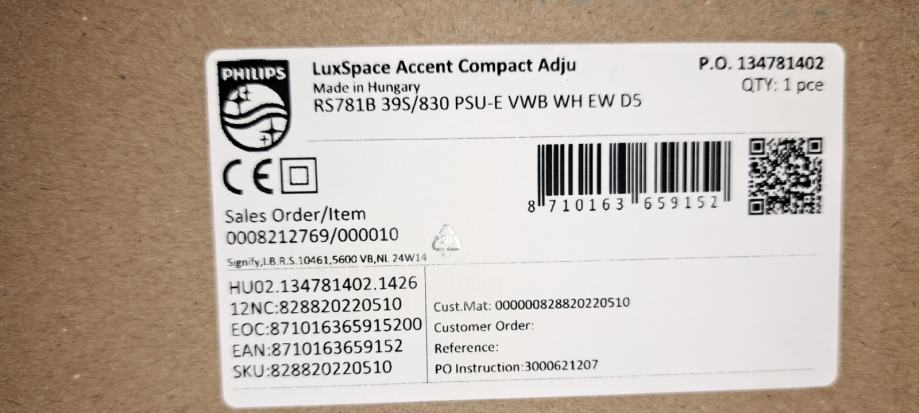 PHILIPS
LuxSpace Accent Compact Adju
Made in Hungary
RS781B 39S/830 PSU-E VWB WH EW D5
P.O. 134781402
QTY: 1 pce
CE
8 710163 659152
Sales Order/Item
0008212769/000010
20
Signify,I.B.R.S.10461,5600 VB,NL 24W14
HU02.134781402.1426
12NC:828820220510
EOC:871016365915200
EAN:8710163659152
SKU:828820220510
Cust.Mat: 000000828820220510
Customer Order:
Reference:
PO Instruction:3000621207